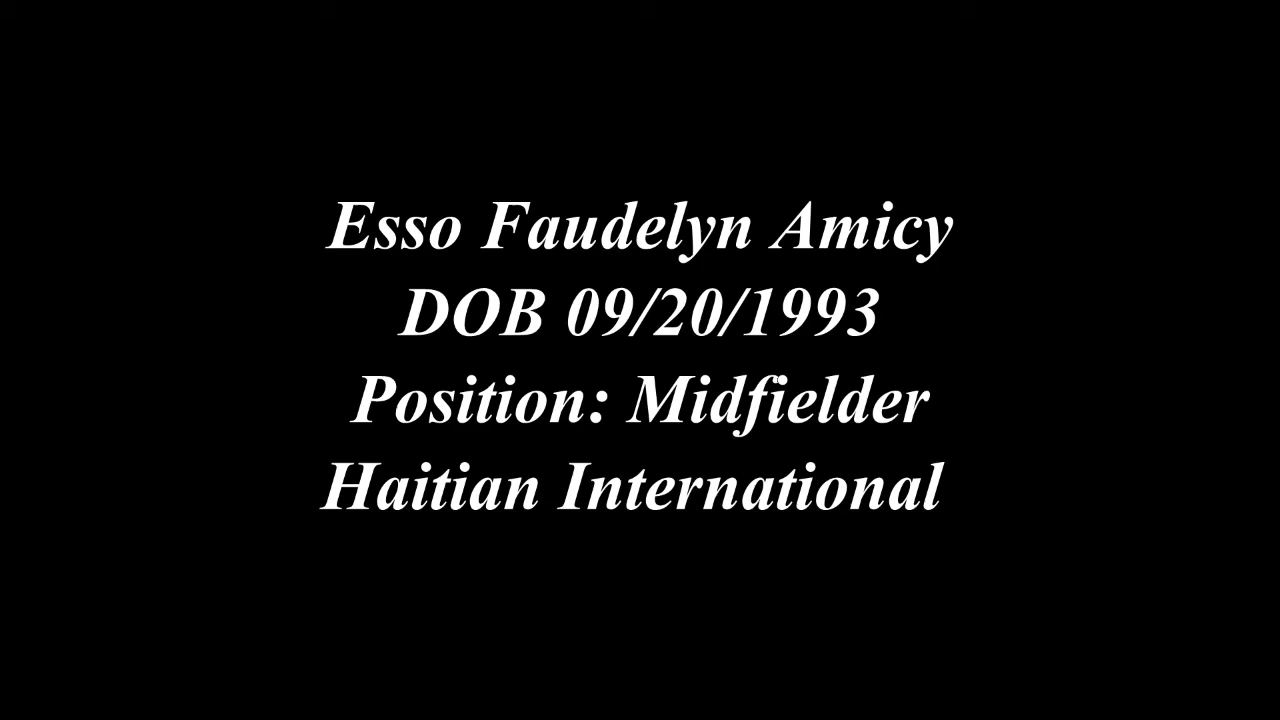 Esso Faudelyn Amicy
DOB 09/20/1993
Position: Midfielder
Haitian International